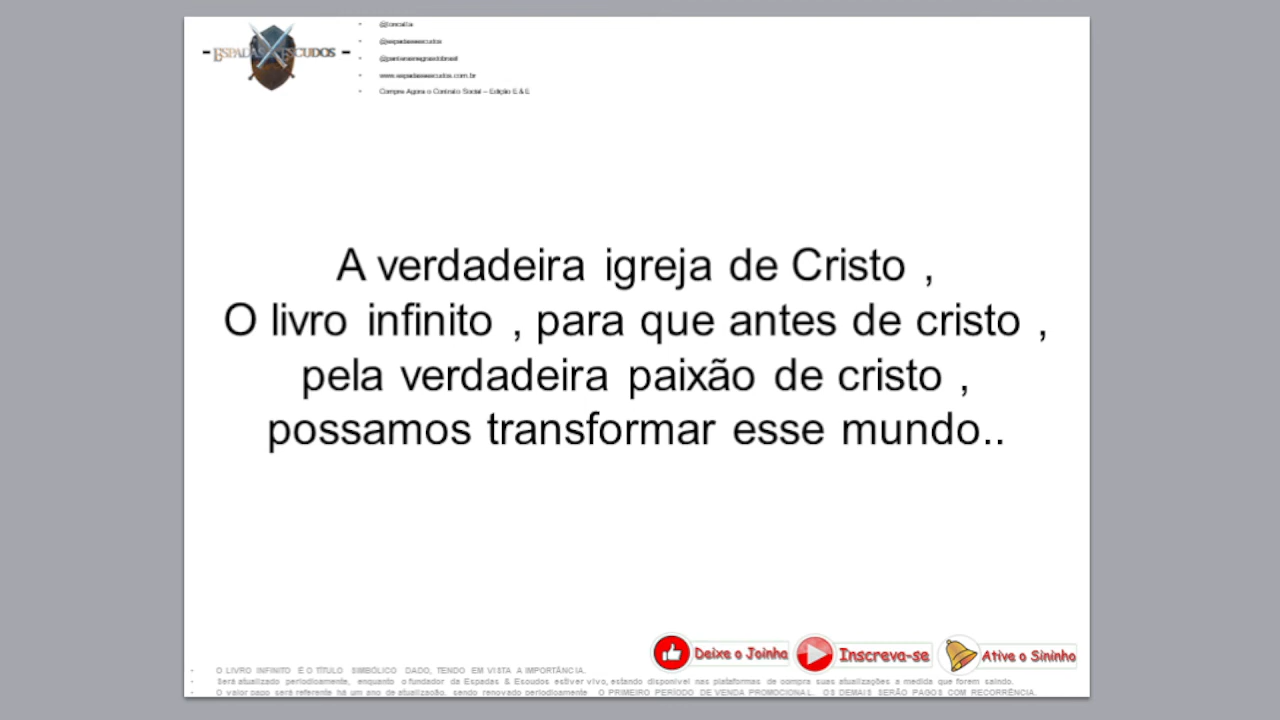 ESPADAS ESCUDOS
@espadaseescudos
@panterasnegrasdobrasil
www.espadaseescudos.com.br
Compre Agora o Contrato Social – Edição E & E
A verdadeira igreja de Cristo ,
O livro infinito , para que antes de cristo ,
pela verdadeira paixão de cristo ,
possamos transformar esse mundo..
Deixe o Joinha
Inscreva-se
Ative o Sininho
O LIVRO INFINITO É O TÍTULO SIMBÓLICO DADO, TENDO EM VISTA A IMPORTÂNCIA.
Será atualizado periodicamente, enquanto o fundador da Espadas & Escudos estiver vivo, estando disponível nas plataformas de compra suas atualizações a medida que forem saindo.
O valor pago será referente há um ano de atualização, sendo renovado periodicamente O PRIMEIRO PERÍODO DE VENDA PROMOCIONAL. OS DEMAIS SERÃO PAGOS COM RECORRÊNCIA.